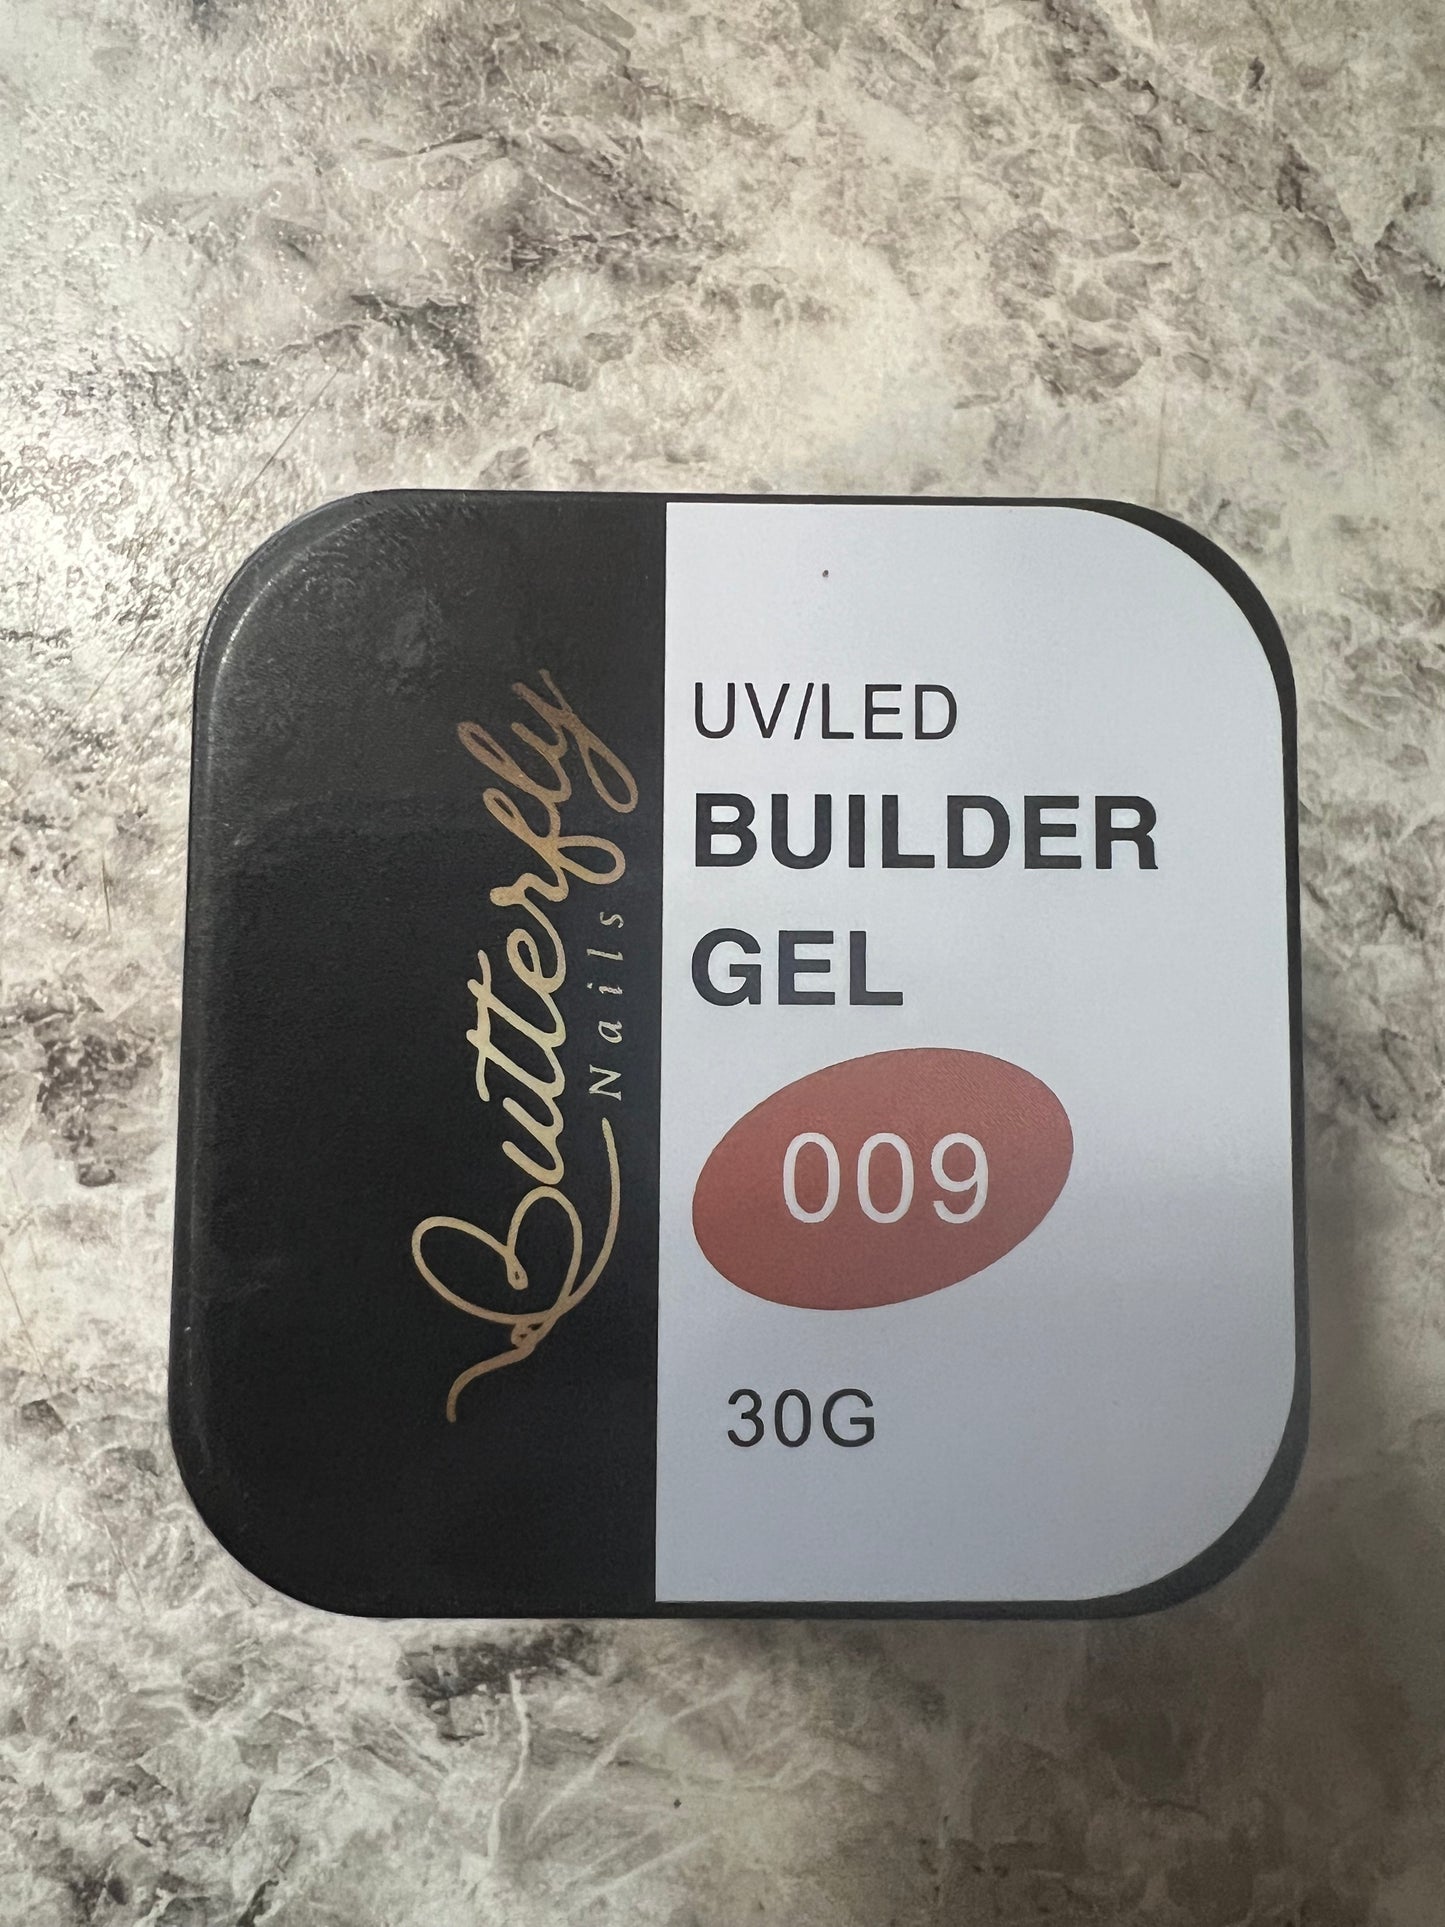 Butterfly
Nails
UV/LED
BUILDER
GEL
009
30G